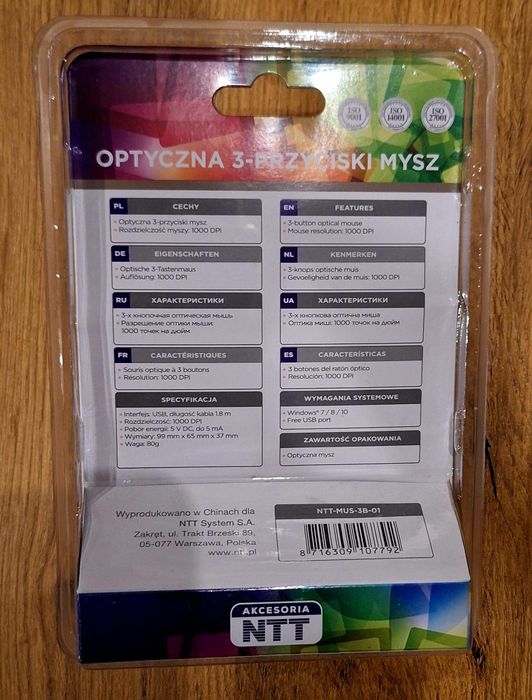 ISO
9001
ISO
14001
ISO
27001
OPTYCZNA 3-PRZYCISKI MYSZ
PL CECHY
• Optyczna 3-przyciski mysz
• Rozdzielczość myszy: 1000 DPI
EN FEATURES
• 3-button optical mouse
• Mouse resolution: 1000 DPI
DE EIGENSCHAFTEN
• Optische 3-Tastenmaus
• Auflösung: 1000 DPI
NL KENMERKEN
• 3-knops optische muis
• Gevoeligheid van de muis: 1000 DPI
RU ХАРАКТЕРИСТИКИ
• 3-х кнопочная оптическая мышь
• Разрешение оптики мыши:
1000 точек на дюйм
UA ХАРАКТЕРИСТИКИ
• 3-х кнопкова оптична миша
• Оптика миші: 1000 точок на дюйм
FR CARACTÉRISTIQUES
• Souris optique à 3 boutons
• Résolution: 1000 DPI
ES CARACTERÍSTICAS
• 3 botones del ratón óptico
• Resolución: 1000 DPI
SPECYFIKACJA
• Interfejs: USB, długość kabla 1.8 m
• Rozdzielczość: 1000 DPI
• Pobór energii: 5 V DC, do 5 mA
• Wymiary: 99 mm x 65 mm x 37 mm
• Waga: 80g
WYMAGANIA SYSTEMOWE
• Windows® 7 / 8 / 10
• Free USB port
ZAWARTOŚĆ OPAKOWANIA
• Optyczna mysz
Wyprodukowano w Chinach dla
NTT System S.A.
Zakręt, ul. Trakt Brzeski 89,
05-077 Warszawa, Polska
www.ntt.pl
NTT-MUS-3B-01
8 716309 107792
AKCESORIA
NTT